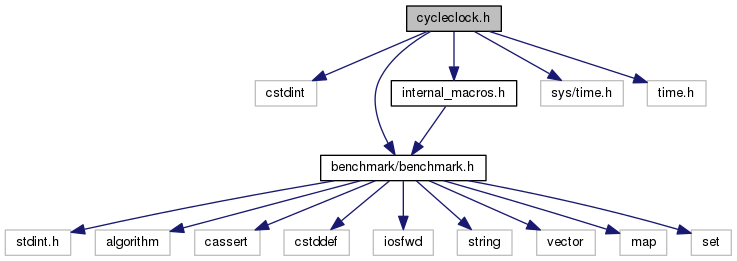 cycleclock.h
cstdint
internal_macros.h
sys/time.h
time.h
benchmark/benchmark.h
stdint.h
algorithm
cassert
cstddef
iosfwd
string
vector
map
set